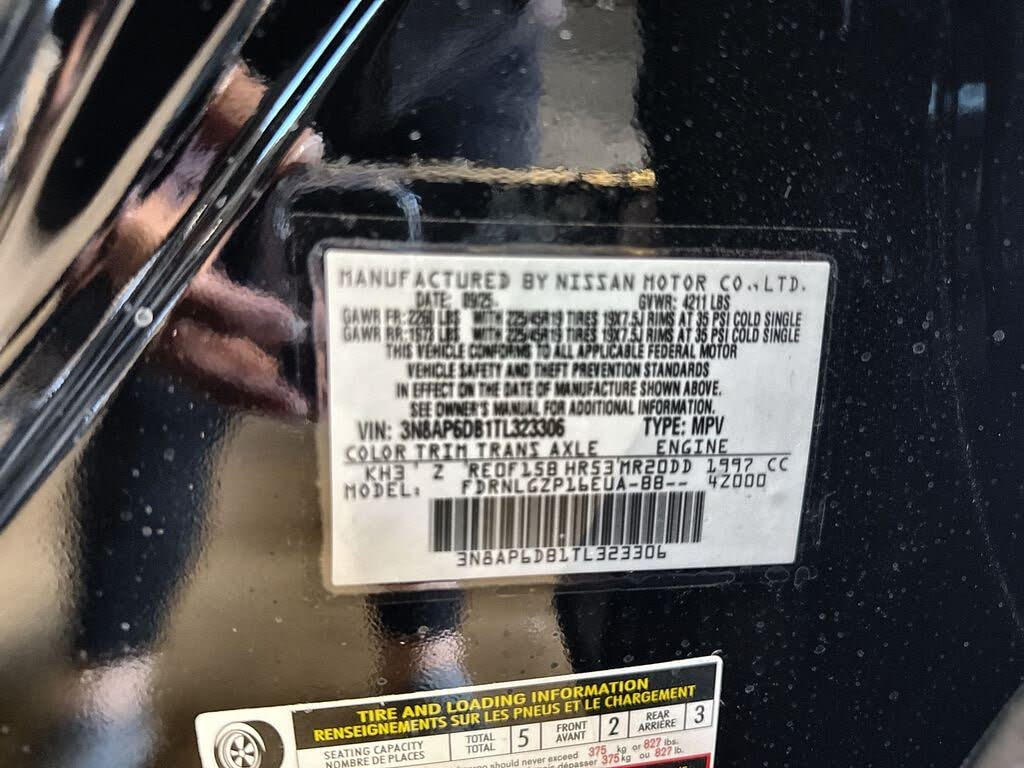 MANUFACTURED BY NISSAN MOTOR CO.,LTD.
DATE: 09/25. GVWR: 4211 LBS
GAWR FR: 2260 LBS WITH 225/45R19 TIRES 19X7.5J RIMS AT 35 PSI COLD SINGLE
GAWR RR: 1973 LBS WITH 225/45R19 TIRES 19X7.5J RIMS AT 35 PSI COLD SINGLE
THIS VEHICLE CONFORMS TO ALL APPLICABLE FEDERAL MOTOR
VEHICLE SAFETY AND THEFT PREVENTION STANDARDS
IN EFFECT ON THE DATE OF MANUFACTURE SHOWN ABOVE.
SEE OWNER'S MANUAL FOR ADDITIONAL INFORMATION.
VIN: 3N8AP6DB1TL323306 TYPE: MPV
COLOR TRIM TRANS AXLE ENGINE
KH3 Z RE0F15B HR53 MR20DD 1997 CC
MODEL: FDRNLGZP16EUA-BB-- 4Z000
3N8AP6DB1TL323306
TIRE AND LOADING INFORMATION
RENSEIGNEMENTS SUR LES PNEUS ET LE CHARGEMENT
SEATING CAPACITY TOTAL 5 FRONT 2 REAR 3
NOMBRE DE PLACES TOTAL AVANT ARRIÈRE
should never exceed 375 kg or 827 lbs.
dépasser 375 kg ou 827 lb.